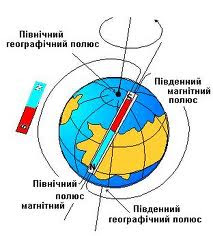 Північний
географічний полюс
Південний
магнітний
полюс
N
Північний
полюс
магнітний
Південний
географічний полюс